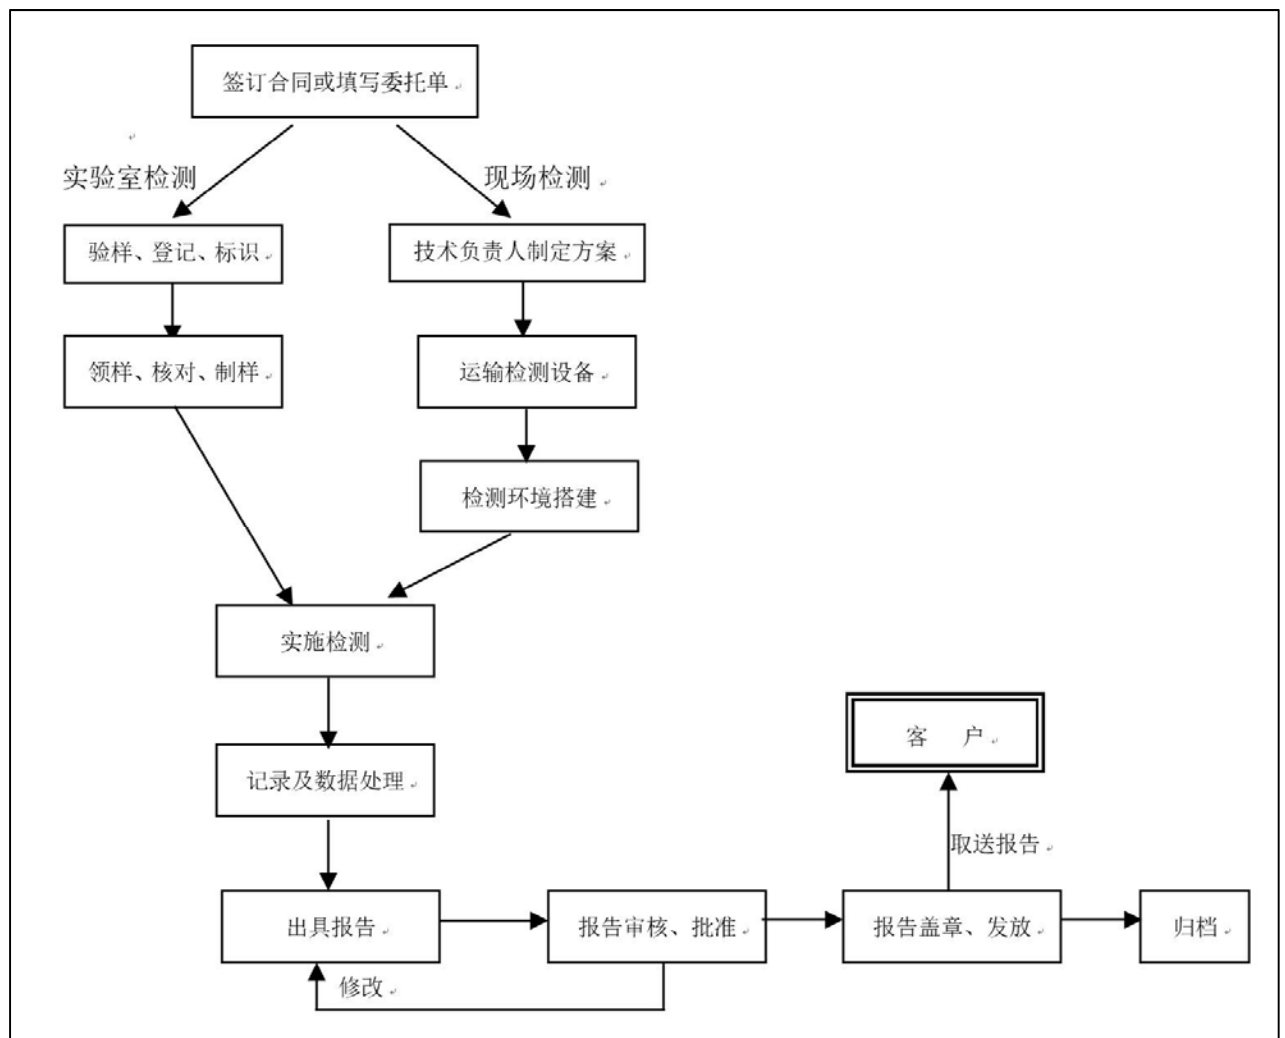 签订合同或填写委托单
实验室检测
现场检测
验样、登记、标识
技术负责人制定方案
领样、核对、制样
运输检测设备
检测环境搭建
实施检测
客 户
记录及数据处理
取送报告
出具报告
报告审核、批准
报告盖章、发放
归档
修改